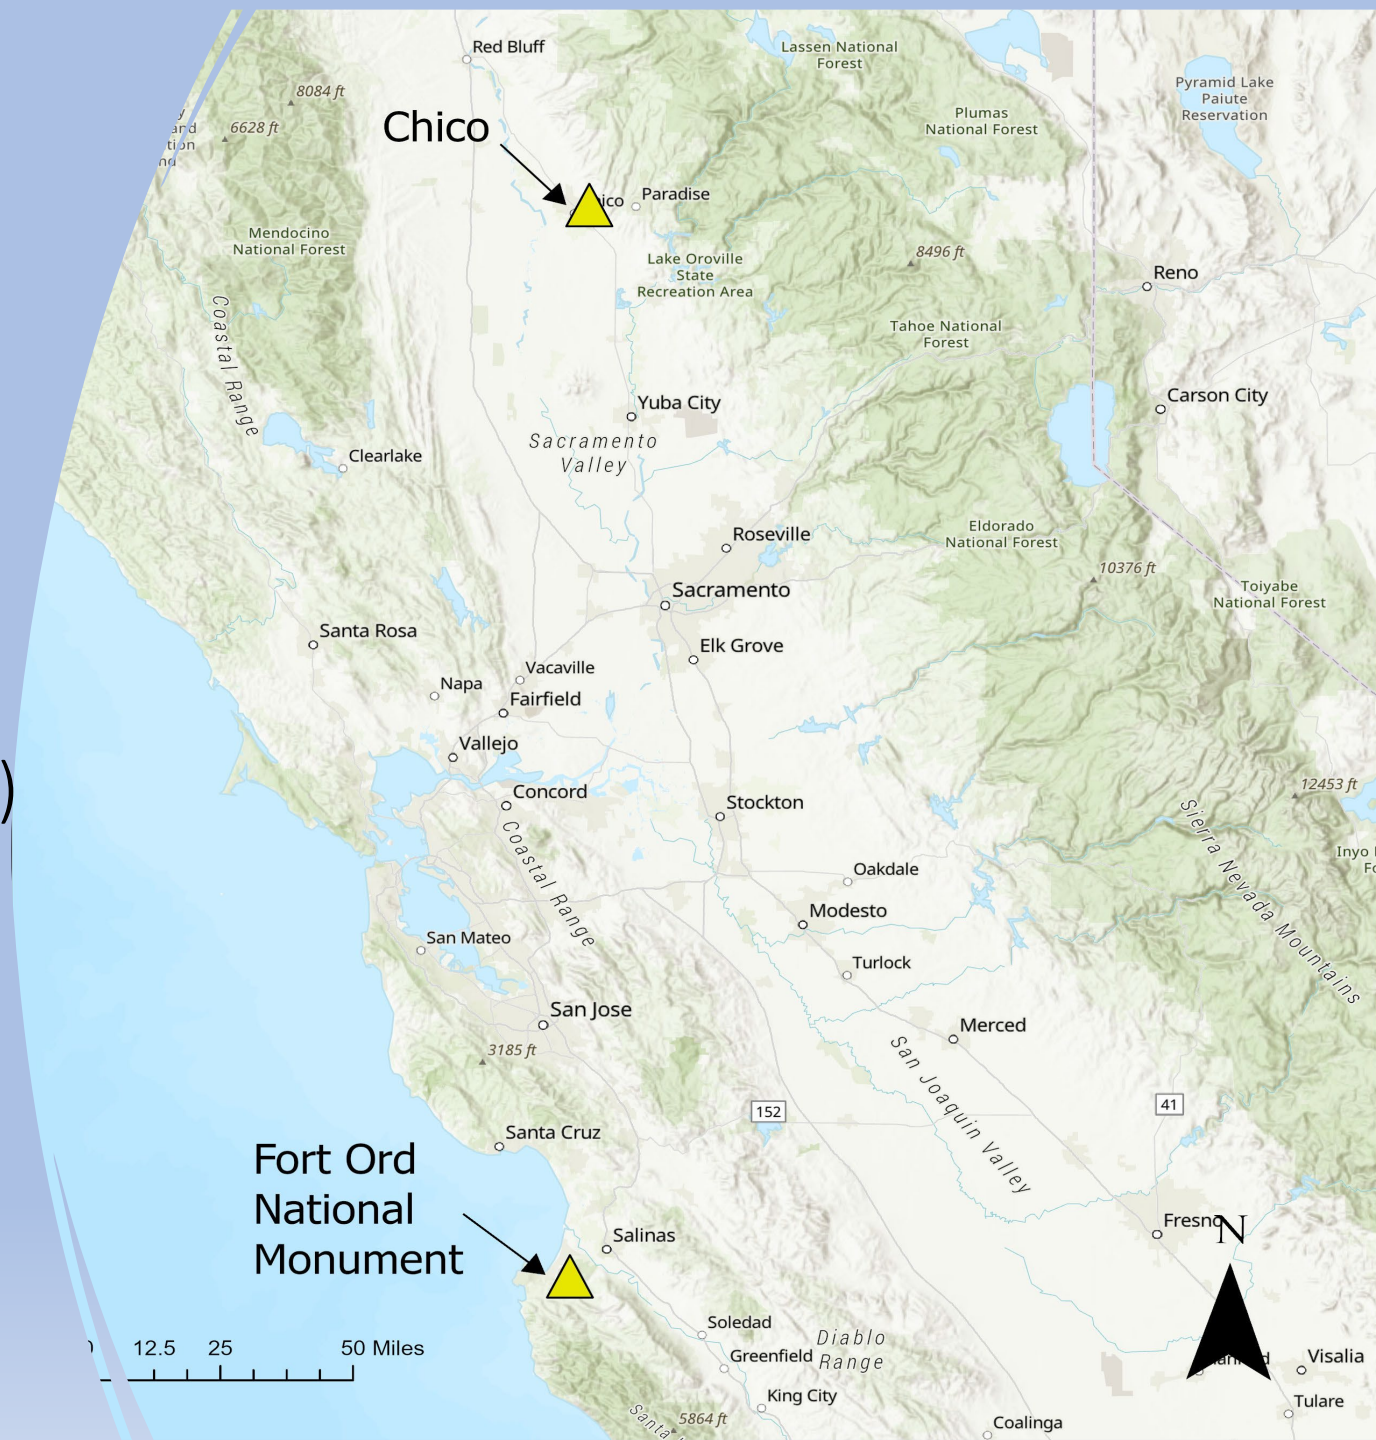 Red Bluff
Lassen National
Forest
8084 ft
Pyramid Lake
Paiute
Reservation
Plumas
National Forest
6628 ft
Chico
Paradise
Mendocino
National Forest
Lake Oroville
State
Recreation Area
8496 ft
Reno
Coastal Range
Tahoe National
Forest
Carson City
Yuba City
Sacramento
Valley
Clearlake
Roseville
Eldorado
National Forest
10376 ft
Toiyabe
National Forest
Sacramento
Santa Rosa
Elk Grove
Vacaville
Napa
Fairfield
Vallejo
)
Concord
Stockton
12453 ft
Coastal Range
Sierra Nevada Mountains
Inyo
Oakdale
Modesto
San Mateo
Turlock
San Jose
Merced
3185 ft
San Joaquin Valley
152
41
Santa Cruz
Fort Ord
National
Monument
Salinas
Fresno
N
Soledad
Diablo
Range
Greenfield
12.5 25 50 Miles
Visalia
King City
Tulare
Santa
5864 ft
Coalinga